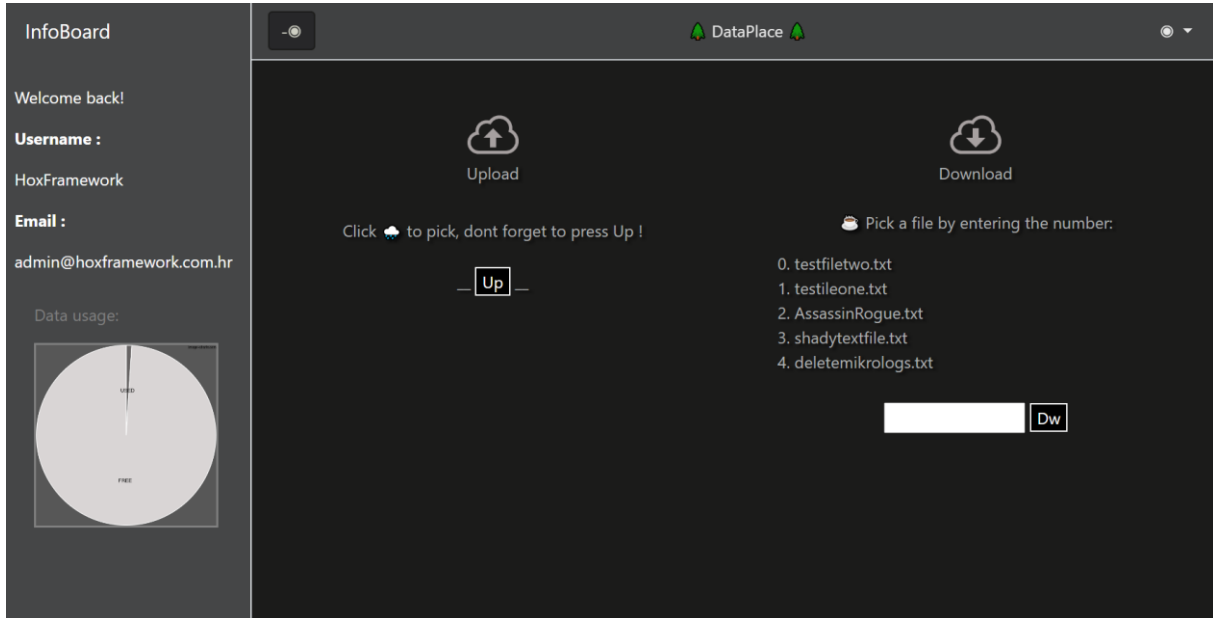 InfoBoard
-◉
🌲 DataPlace 🌲
◉
Welcome back!
Username :
HoxFramework
Email :
admin@hoxframework.com.hr
Data usage:
USED
FREE
Upload
Click 🌧 to pick, dont forget to press Up !
__ Up __
Download
☕ Pick a file by entering the number:
0. testfiletwo.txt
1. testileone.txt
2. AssassinRogue.txt
3. shadytextfile.txt
4. deletemikrologs.txt
Dw